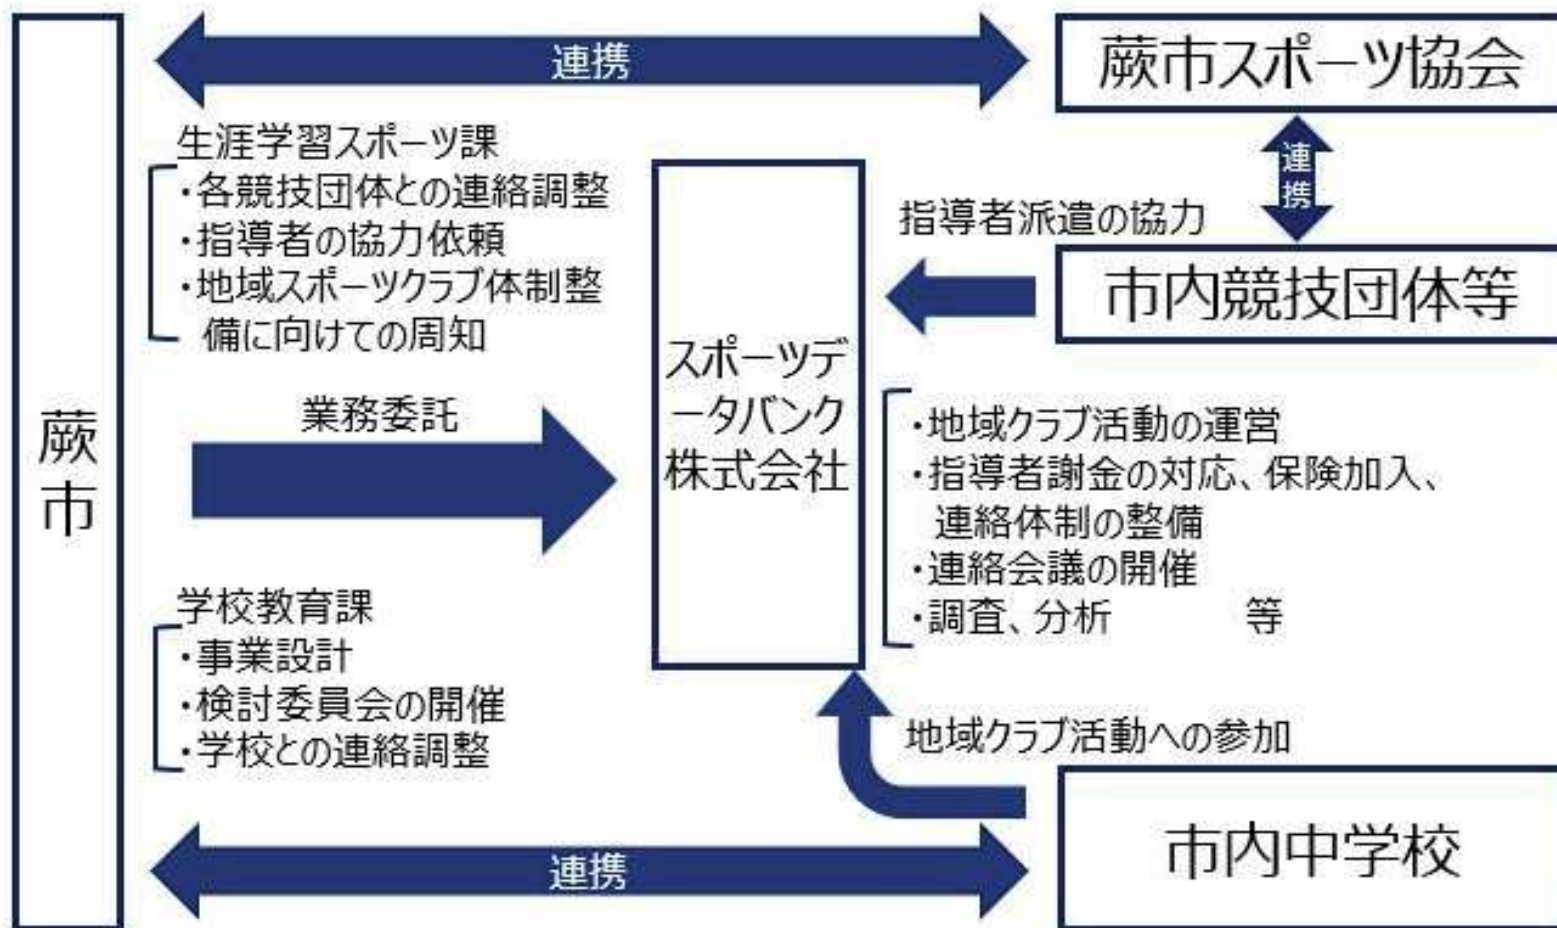 連携
蕨市スポーツ協会
生涯学習スポーツ課
・各競技団体との連絡調整
・指導者の協力依頼
・地域スポーツクラブ体制整
備に向けての周知
連携
指導者派遣の協力
市内競技団体等
蕨市
業務委託
スポーツデ
ータバンク
株式会社
・地域クラブ活動の運営
・指導者謝金の対応、保険加入、
連絡体制の整備
・連絡会議の開催
・調査、分析 等
学校教育課
・事業設計
・検討委員会の開催
・学校との連絡調整
地域クラブ活動への参加
連携
市内中学校